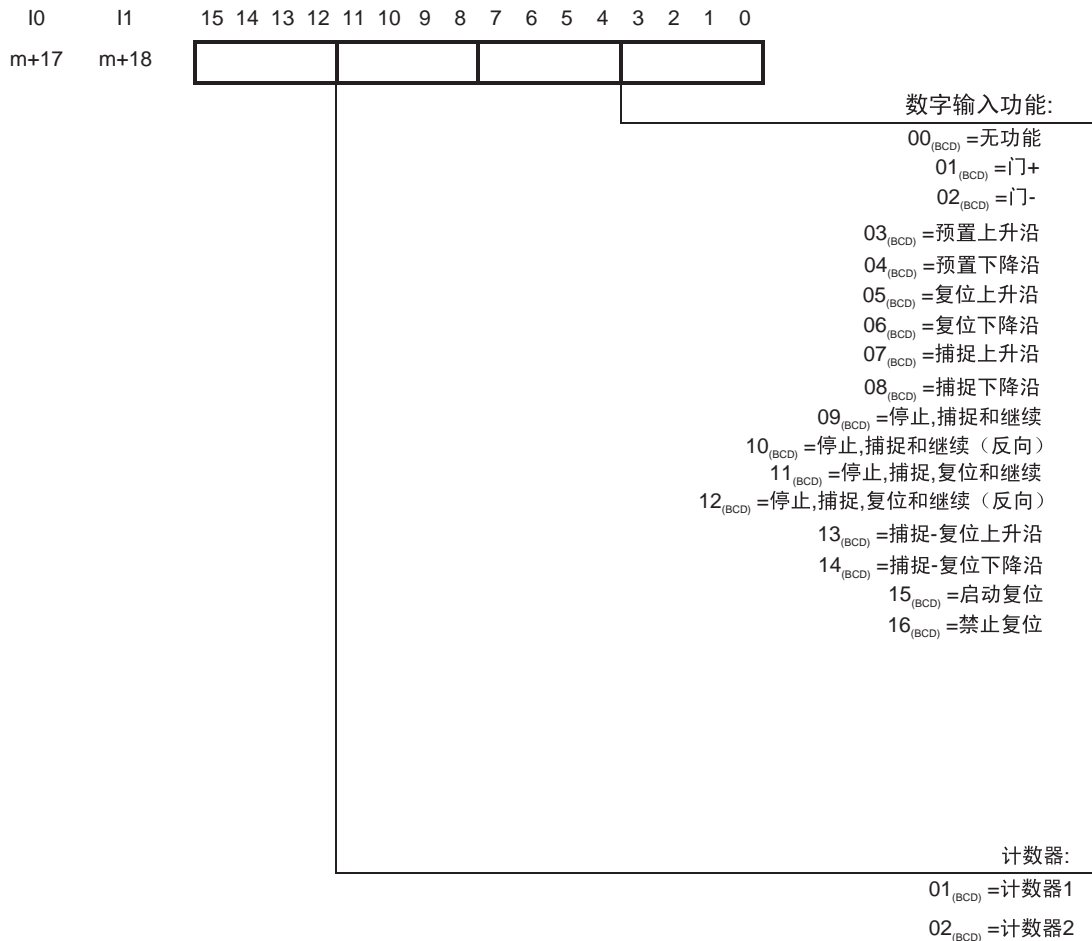 I0 I1 15 14 13 12 11 10 9 8 7 6 5 4 3 2 1 0
m+17 m+18
数字输入功能:
00(BCD) =无功能
01(BCD) =门+
02(BCD) =门-
03(BCD) =预置上升沿
04(BCD) =预置下降沿
05(BCD) =复位上升沿
06(BCD) =复位下降沿
07(BCD) =捕捉上升沿
08(BCD) =捕捉下降沿
09(BCD) =停止,捕捉和继续
10(BCD) =停止,捕捉和继续（反向）
11(BCD) =停止,捕捉,复位和继续
12(BCD) =停止,捕捉,复位和继续（反向）
13(BCD) =捕捉-复位上升沿
14(BCD) =捕捉-复位下降沿
15(BCD) =启动复位
16(BCD) =禁止复位
计数器:
01(BCD) =计数器1
02(BCD) =计数器2